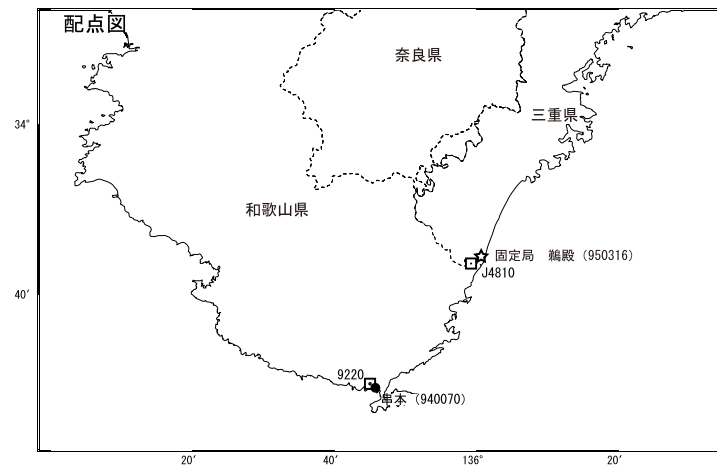 配点図
奈良県
34°
三重県
和歌山県
固定局　鵜殿（950316）
J4810
40′
9220
串本（940070）
20′
40′
136°
20′